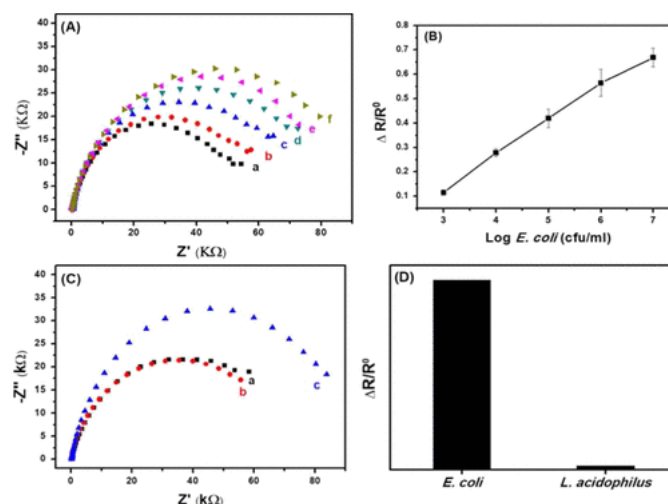 (A)
-Z'' (KΩ)
40
35
30
25
20
15
10
5
0
0 20 40 60 80 100
Z' (KΩ)
a
b
c
d
e
f
(B)
Δ R/R⁰
0.8
0.7
0.6
0.5
0.4
0.3
0.2
0.1
3 4 5 6 7
Log E. coli (cfu/ml)
(C)
-Z'' (kΩ)
40
35
30
25
20
15
10
5
0
0 20 40 60 80 100
Z' (kΩ)
a
b
c
(D)
ΔR/R⁰
E. coli L. acidophilus